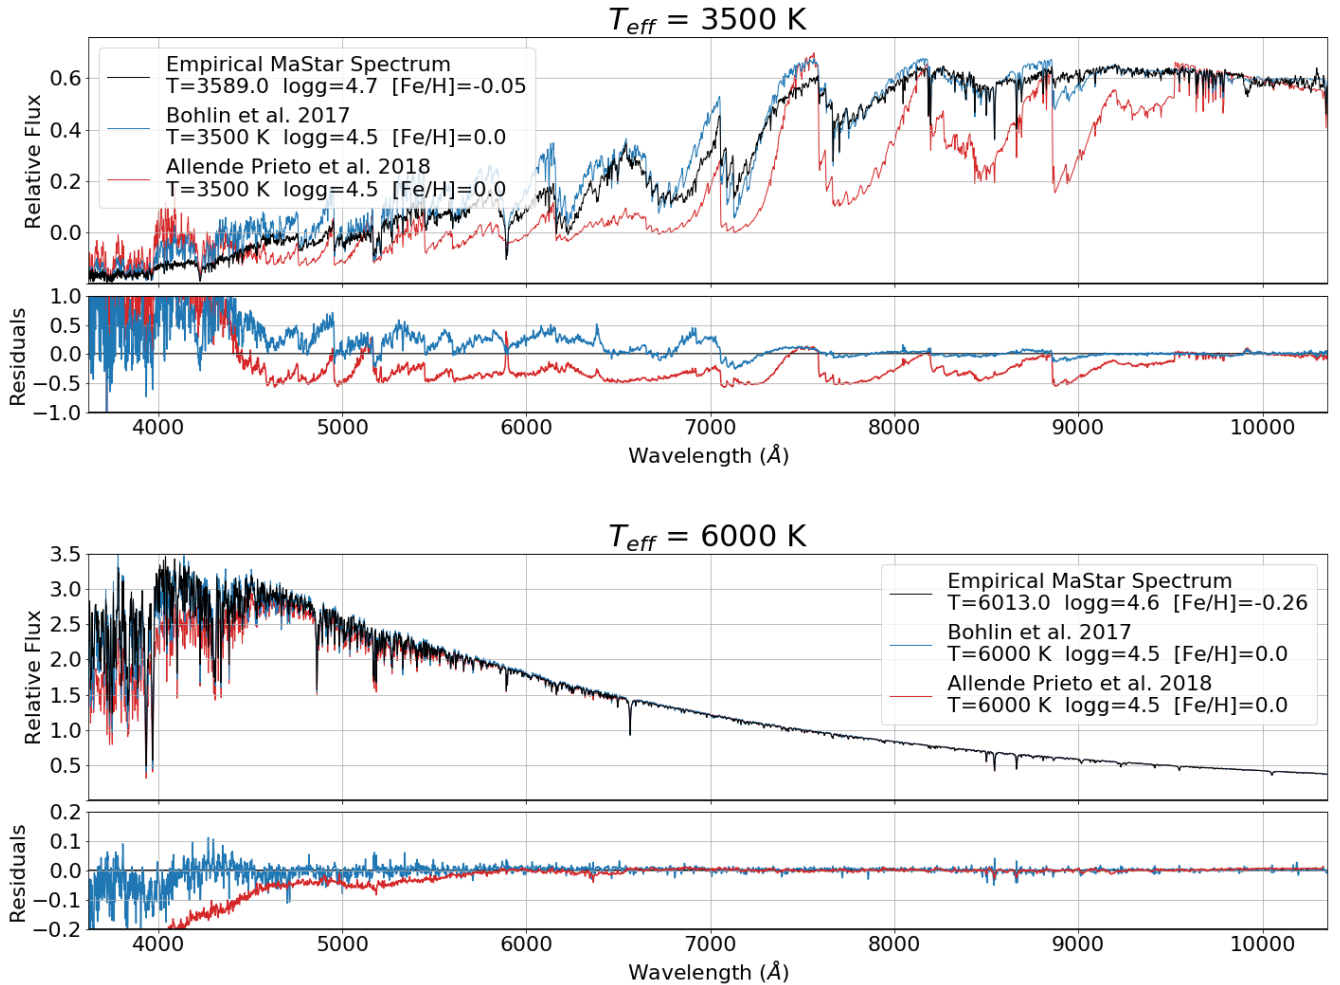 T_eff = 3500 K
Relative Flux
0.6
0.4
0.2
0.0
Empirical MaStar Spectrum
T=3589.0 logg=4.7 [Fe/H]=-0.05
Bohlin et al. 2017
T=3500 K logg=4.5 [Fe/H]=0.0
Allende Prieto et al. 2018
T=3500 K logg=4.5 [Fe/H]=0.0
Residuals
1.0
0.5
0.0
−0.5
−1.0
4000 5000 6000 7000 8000 9000 10000
Wavelength (Å)
T_eff = 6000 K
Relative Flux
3.5
3.0
2.5
2.0
1.5
1.0
0.5
Empirical MaStar Spectrum
T=6013.0 logg=4.6 [Fe/H]=-0.26
Bohlin et al. 2017
T=6000 K logg=4.5 [Fe/H]=0.0
Allende Prieto et al. 2018
T=6000 K logg=4.5 [Fe/H]=0.0
Residuals
0.2
0.1
0.0
−0.1
−0.2
4000 5000 6000 7000 8000 9000 10000
Wavelength (Å)